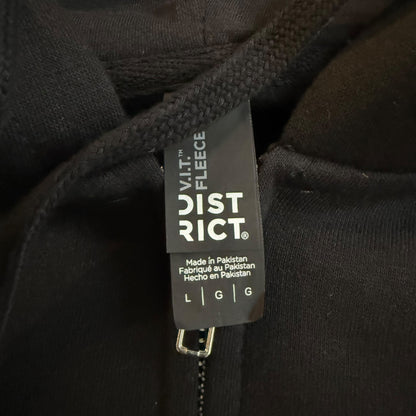 V.I.T.™
FLEECE
DIST
RICT®
Made in Pakistan
Fabriqué au Pakistan
Hecho en Pakistan
L | G | G